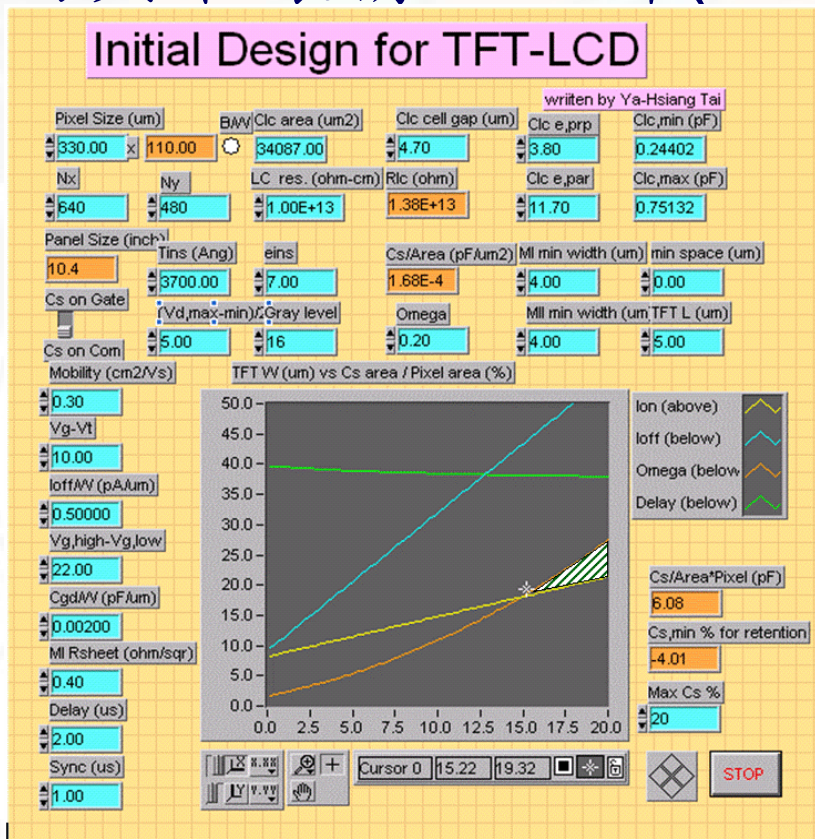 Initial Design for TFT-LCD
wriiten by Ya-Hsiang Tai
Pixel Size (um) B/W Clc area (um2) Clc cell gap (um) Clc e,prp Clc,min (pF)
330.00 x 110.00 34087.00 4.70 3.80 0.24402
Nx Ny LC res. (ohm-cm) Rlc (ohm) Clc e,par Clc,max (pF)
640 480 1.00E+13 1.38E+13 11.70 0.75132
Panel Size (inch) Tins (Ang) eins Cs/Area (pF/um2) MI min width (um) min space (um)
10.4 3700.00 7.00 1.68E-4 4.00 0.00
Cs on Gate (Vd,max-min)/2 Gray level Omega MII min width (um TFT L (um)
5.00 16 0.20 4.00 5.00
Cs on Com
Mobility (cm2/Vs) TFT W (um) vs Cs area / Pixel area (%)
0.30
Vg-Vt
10.00
Ioff/W (pA/um)
0.50000
Vg,high-Vg,low
22.00
Cgd/W (pF/um)
0.00200
MI Rsheet (ohm/sqr)
0.40
Delay (us)
2.00
Sync (us)
1.00
50.0
45.0
40.0
35.0
30.0
25.0
20.0
15.0
10.0
5.0
0.0
0.0 2.5 5.0 7.5 10.0 12.5 15.0 17.5 20.0
Ion (above)
Ioff (below)
Omega (below
Delay (below)
Cs/Area*Pixel (pF)
6.08
Cs,min % for retention
-4.01
Max Cs %
20
X X.XX
Y Y.YY
Cursor 0 15.22 19.32
STOP